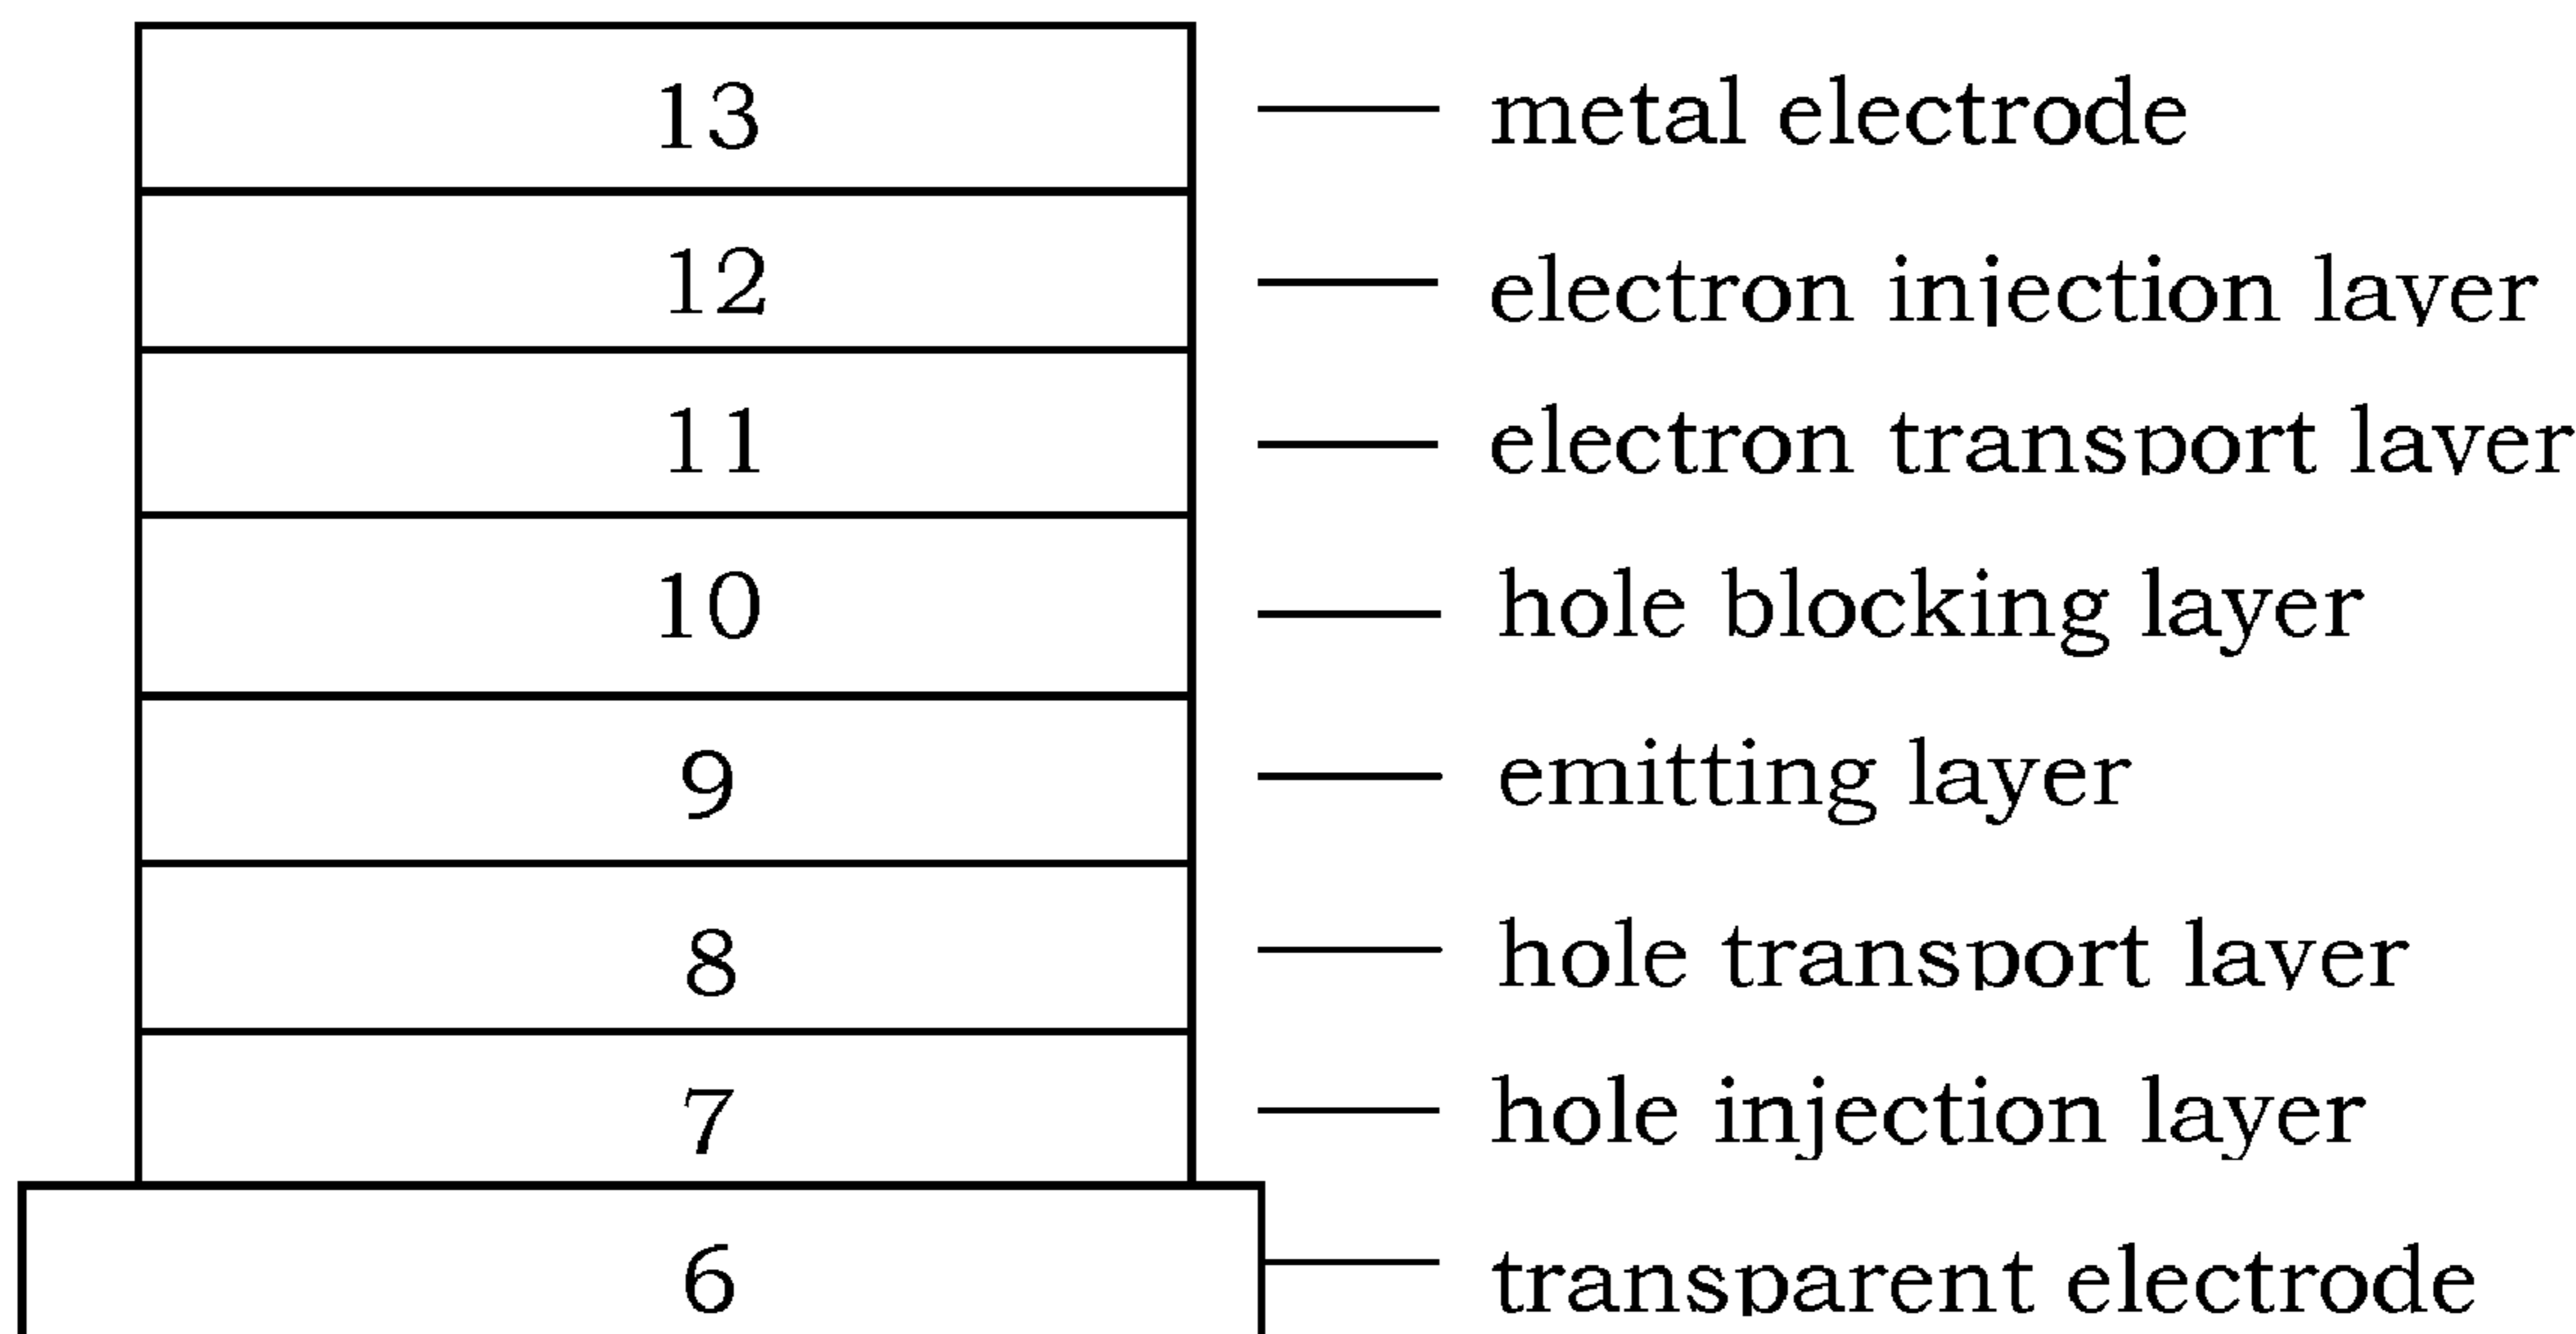 13 metal electrode
12 electron injection layer
11 electron transport layer
10 hole blocking layer
9 emitting layer
8 hole transport layer
7 hole injection layer
6 transparent electrode